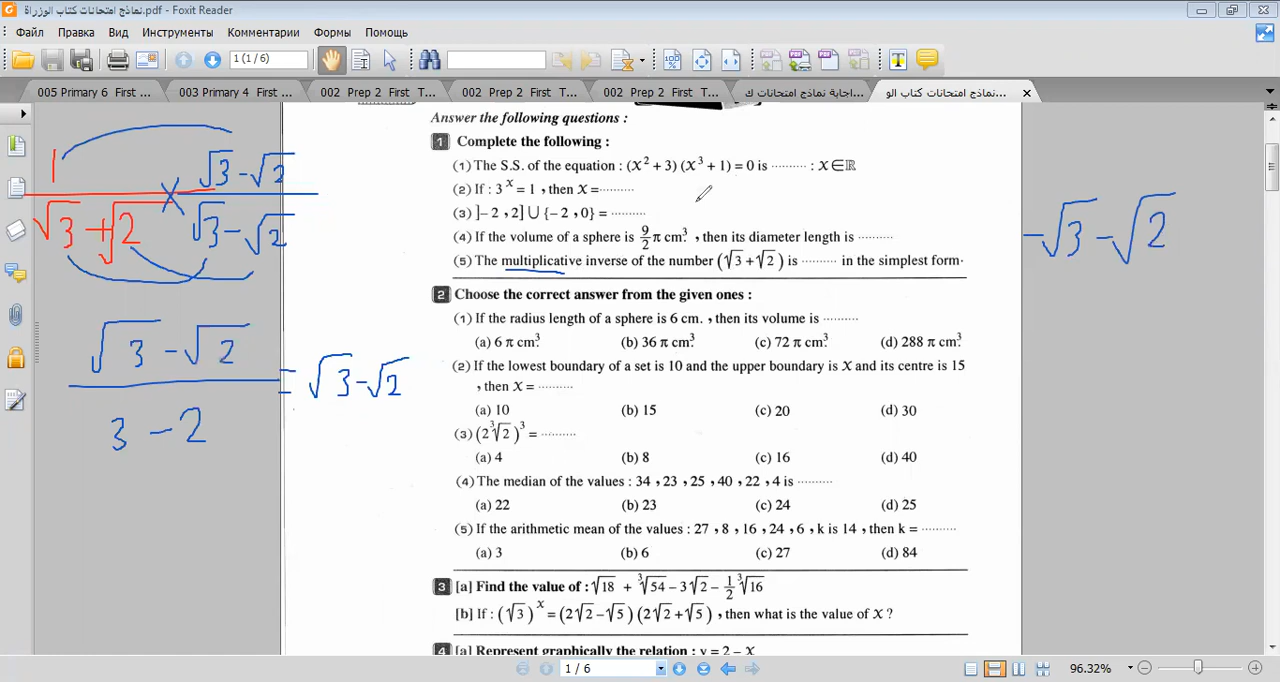 نماذج امتحانات كتاب الوزراة.pdf - Foxit Reader
Файл Правка Вид Инструменты Комментарии Формы Помощь
1 (1 / 6)
005 Primary 6 First ... 003 Primary 4 First ... 002 Prep 2 First T... 002 Prep 2 First T... 002 Prep 2 First T... اجابة نماذج امتحانات ك... نماذج امتحانات كتاب الو...
Answer the following questions :
1 Complete the following :
(1) The S.S. of the equation : (X² + 3) (X³ + 1) = 0 is ·········· : X ∈ ℝ
(2) If : 3^X = 1 , then X = ·········
(3) ]– 2 , 2] ∪ {– 2 , 0} = ·········
(4) If the volume of a sphere is 9/2 π cm³. , then its diameter length is ·········
(5) The multiplicative inverse of the number (√3 + √2) is ········· in the simplest form.
2 Choose the correct answer from the given ones :
(1) If the radius length of a sphere is 6 cm. , then its volume is ·········
(a) 6 π cm³. (b) 36 π cm³. (c) 72 π cm³. (d) 288 π cm³.
(2) If the lowest boundary of a set is 10 and the upper boundary is X and its centre is 15
, then X = ·········
(a) 10 (b) 15 (c) 20 (d) 30
(3) (2∛2)³ = ·········
(a) 4 (b) 8 (c) 16 (d) 40
(4) The median of the values : 34 , 23 , 25 , 40 , 22 , 4 is ·········
(a) 22 (b) 23 (c) 24 (d) 25
(5) If the arithmetic mean of the values : 27 , 8 , 16 , 24 , 6 , k is 14 , then k = ·········
(a) 3 (b) 6 (c) 27 (d) 84
3 [a] Find the value of : √18 + ∛54 – 3√2 – 1/2 ∛16
[b] If : (√3)^X = (2√2 – √5) (2√2 + √5) , then what is the value of X ?
4 [a] Represent graphically the relation : y = 2 – X
1 √3 – √2
× 
√3 + √2 √3 – √2
√3 – √2
= √3 – √2
3 – 2
– √3 – √2
1 / 6 96.32%